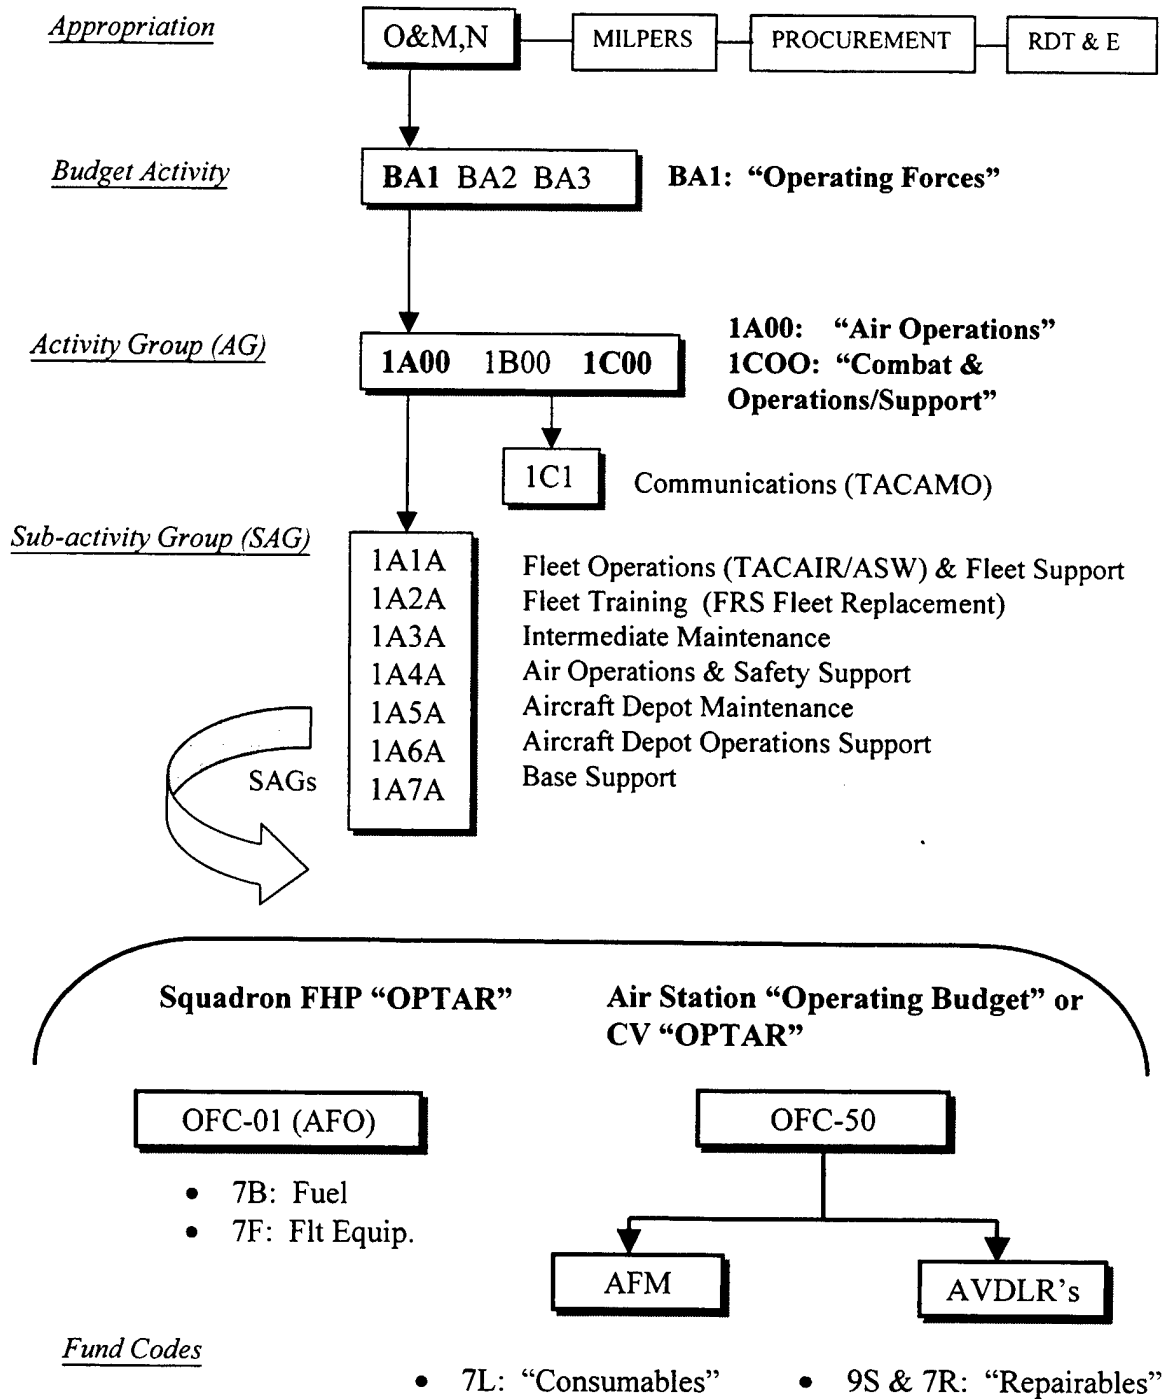 Appropriation
O&M,N
MILPERS
PROCUREMENT
RDT & E
Budget Activity
BA1 BA2 BA3
BA1: “Operating Forces”
Activity Group (AG)
1A00 1B00 1C00
1A00: “Air Operations”
1COO: “Combat &
Operations/Support”
1C1
Communications (TACAMO)
Sub-activity Group (SAG)
1A1A Fleet Operations (TACAIR/ASW) & Fleet Support
1A2A Fleet Training (FRS Fleet Replacement)
1A3A Intermediate Maintenance
1A4A Air Operations & Safety Support
1A5A Aircraft Depot Maintenance
1A6A Aircraft Depot Operations Support
1A7A Base Support
SAGs
Squadron FHP “OPTAR”
Air Station “Operating Budget” or
CV “OPTAR”
OFC-01 (AFO)
• 7B: Fuel
• 7F: Flt Equip.
OFC-50
AFM
AVDLR’s
Fund Codes
• 7L: “Consumables”
• 9S & 7R: “Repairables”